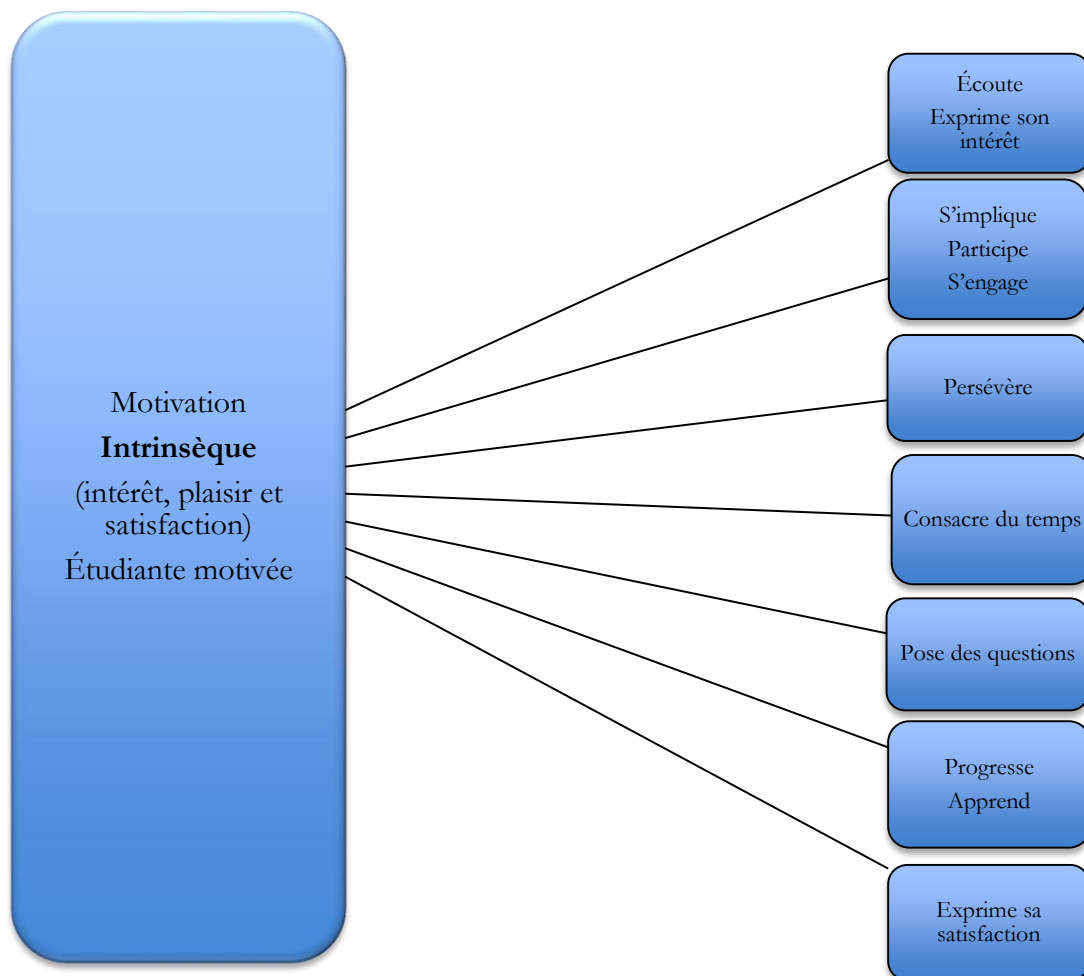 Motivation
Intrinsèque
(intérêt, plaisir et
satisfaction)
Étudiante motivée
Écoute
Exprime son
intérêt
S’implique
Participe
S’engage
Persévère
Consacre du temps
Pose des questions
Progresse
Apprend
Exprime sa
satisfaction